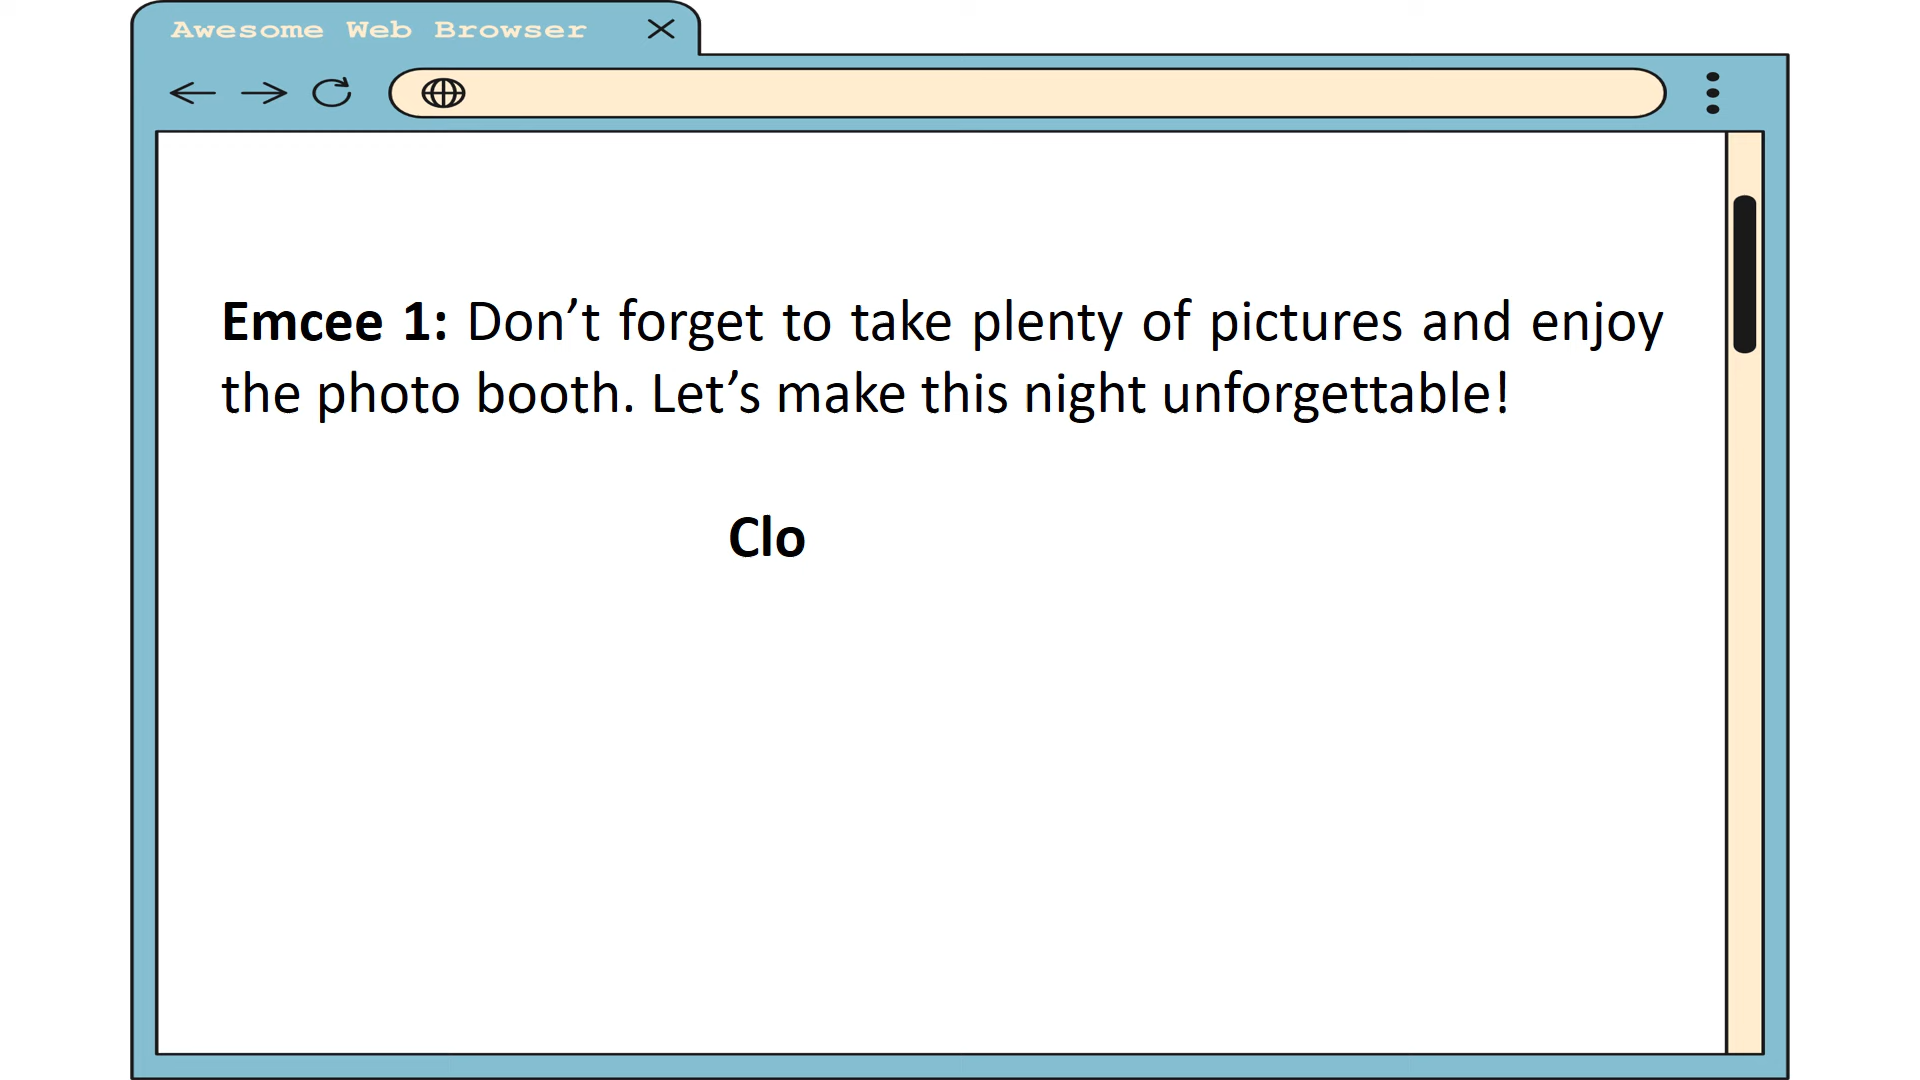 Awesome Web Browser
Emcee 1: Don’t forget to take plenty of pictures and enjoy
the photo booth. Let’s make this night unforgettable!
Clo